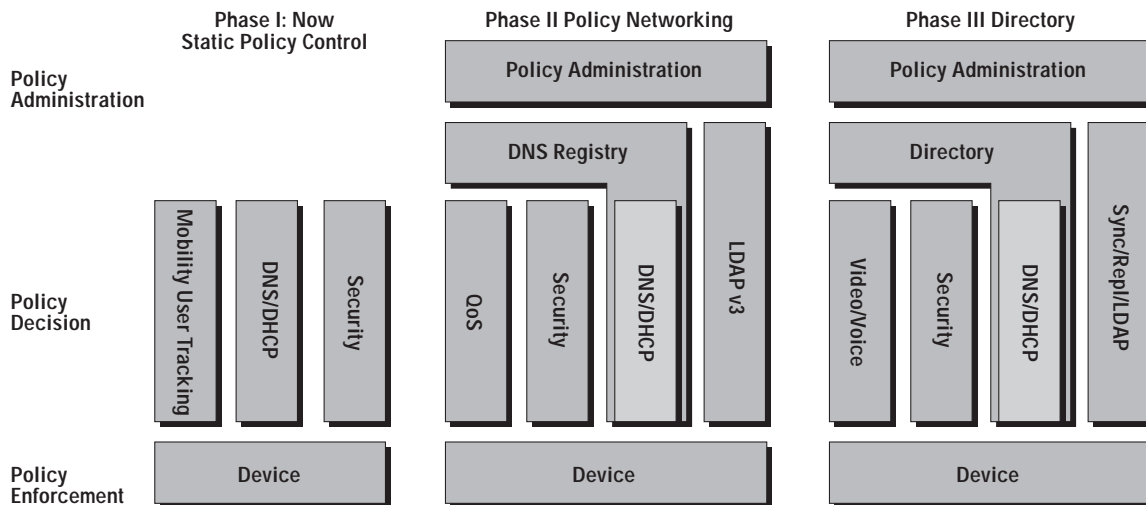 Phase I: Now
Static Policy Control
Phase II Policy Networking
Phase III Directory
Policy
Administration
Policy Administration
Policy Administration
DNS Registry
Directory
Policy
Decision
Mobility User Tracking
DNS/DHCP
Security
QoS
Security
DNS/DHCP
LDAP v3
Video/Voice
Security
DNS/DHCP
Sync/Repl/LDAP
Policy
Enforcement
Device
Device
Device